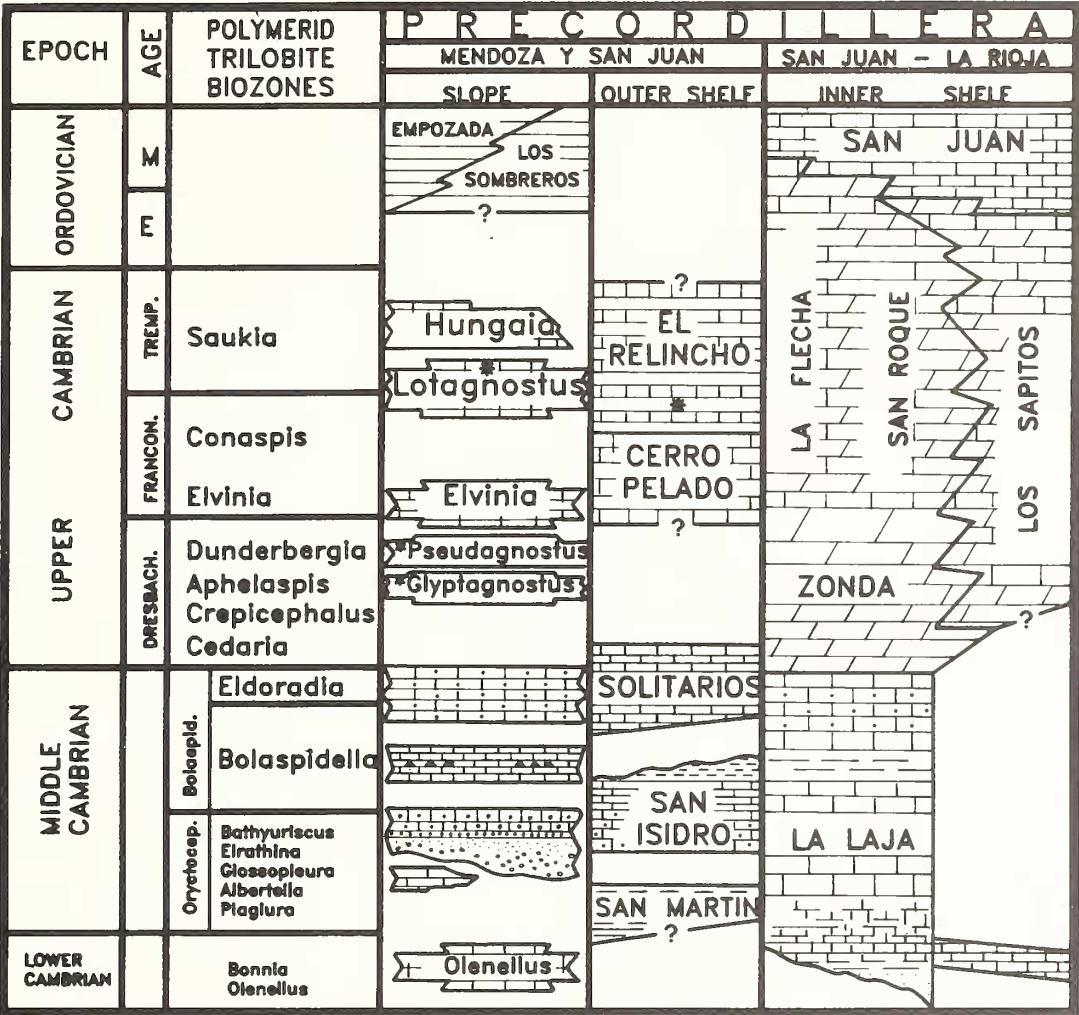 EPOCH
AGE
POLYMERID
TRILOBITE
BIOZONES
PRECORDILLERA
MENDOZA Y SAN JUAN
SAN JUAN - LA RIOJA
SLOPE
OUTER SHELF
INNER SHELF
ORDOVICIAN
M
E
EMPOZADA
LOS
SOMBREROS
?
SAN JUAN
UPPER CAMBRIAN
TREMP.
Saukia
Hungaia
Lotagnostus
?
EL
RELINCHO
LA FLECHA
SAN ROQUE
LOS SAPITOS
FRANCON.
Conaspis
Elvinia
Elvinia
CERRO
PELADO
?
DRESBACH.
Dunderbergia
Aphelaspis
Crepicephalus
Cedaria
*Pseudagnostus
*Glyptagnostus
ZONDA
?
MIDDLE
CAMBRIAN
Bolaspid.
Eldoradia
Bolaspidella
SOLITARIOS
Oryctocep.
Bathyuriscus
Elrathina
Glossopleura
Albertella
Plagiura
SAN
ISIDRO
SAN MARTIN
?
LA LAJA
LOWER
CAMBRIAN
Bonnia
Olenellus
Olenellus